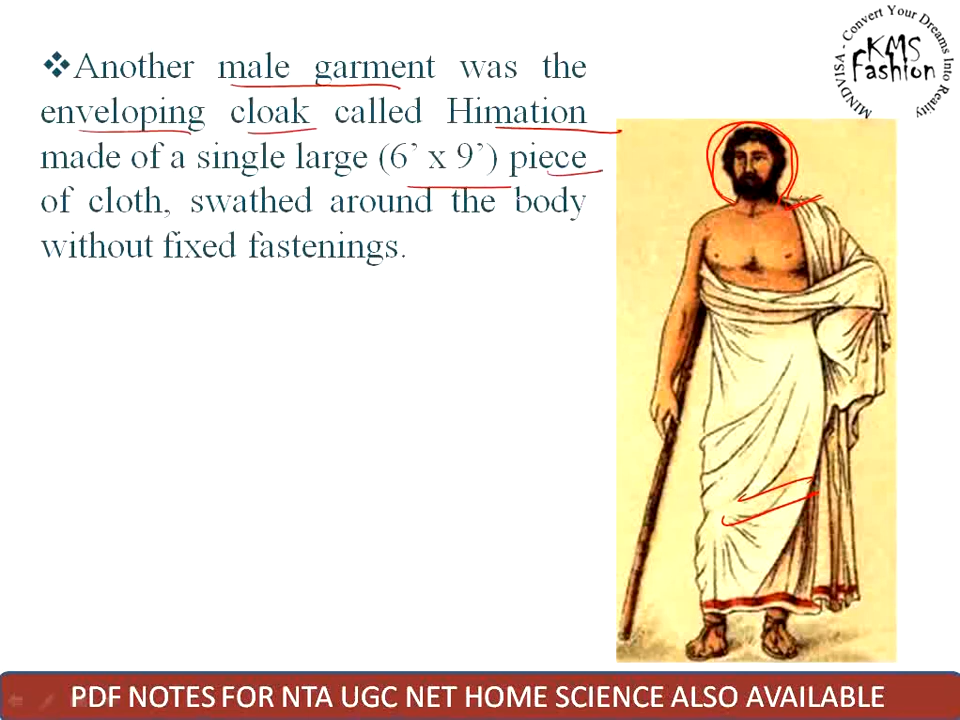 ❖Another male garment was the
enveloping cloak called Himation
made of a single large (6’ x 9’) piece
of cloth, swathed around the body
without fixed fastenings.
MINDVISA - Convert Your Dreams Into Reality
KMS
Fashion
PDF NOTES FOR NTA UGC NET HOME SCIENCE ALSO AVAILABLE